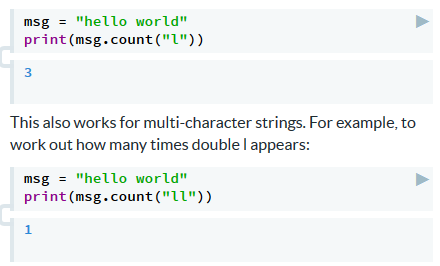 msg = "hello world"
print(msg.count("l"))
3
This also works for multi-character strings. For example, to
work out how many times double l appears:
msg = "hello world"
print(msg.count("ll"))
1